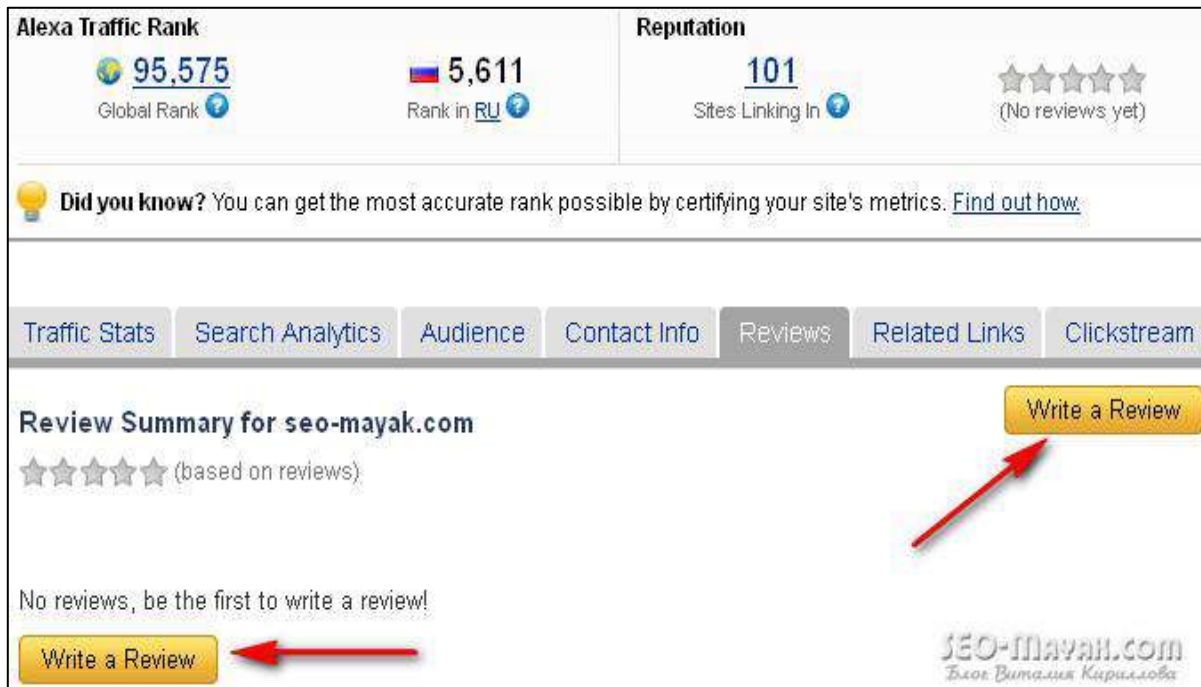 Alexa Traffic Rank
Reputation
95,575
5,611
101
Global Rank ?
Rank in RU ?
Sites Linking In ?
(No reviews yet)
Did you know? You can get the most accurate rank possible by certifying your site's metrics. Find out how.
Traffic Stats Search Analytics Audience Contact Info Reviews Related Links Clickstream
Write a Review
Review Summary for seo-mayak.com
(based on reviews)
No reviews, be the first to write a review!
Write a Review
SEO-Mayak.com
Блог Виталия Кириллова